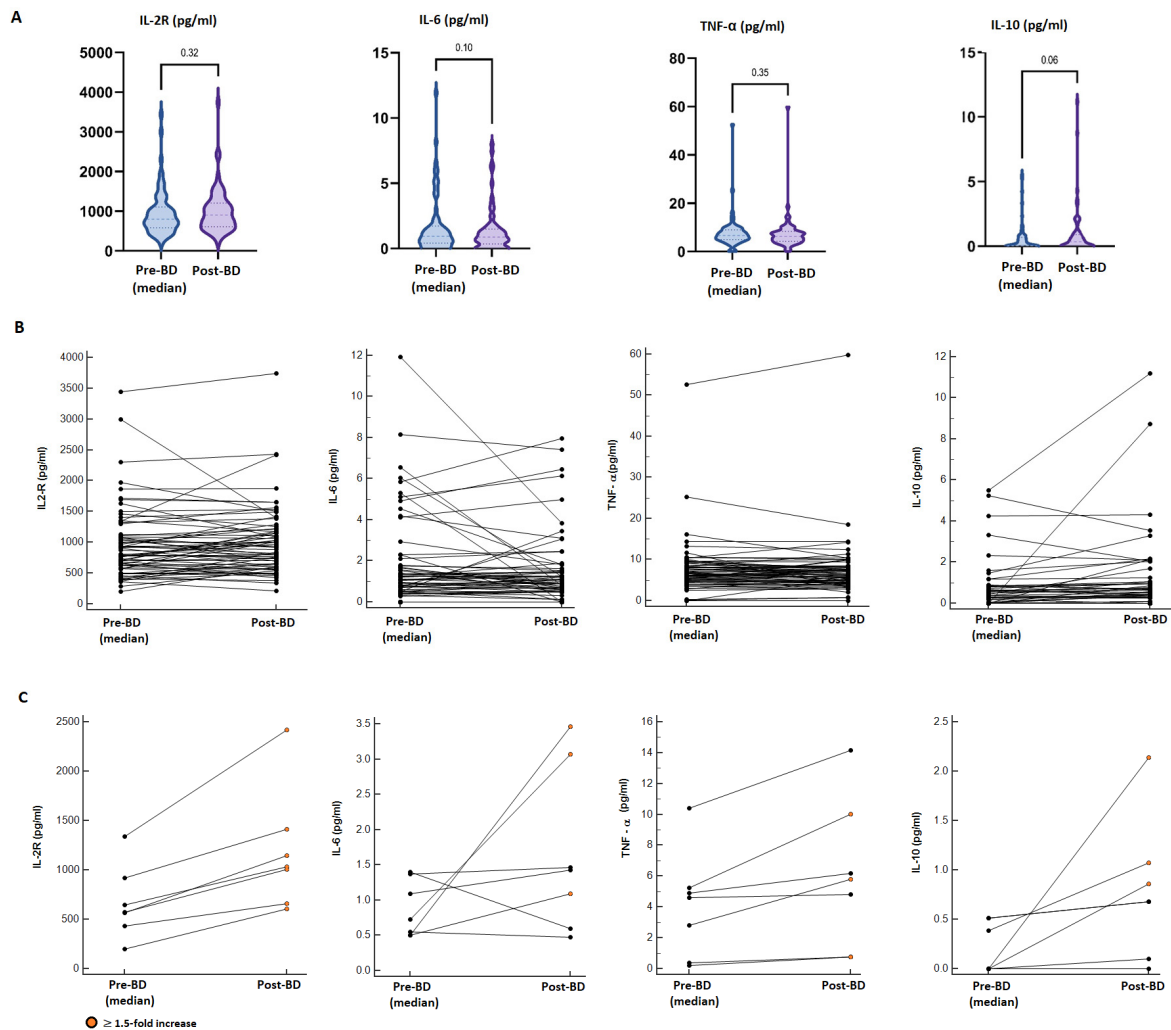 A
IL-2R (pg/ml)
IL-6 (pg/ml)
TNF-α (pg/ml)
IL-10 (pg/ml)
0.32
0.10
0.35
0.06
5000
4000
3000
2000
1000
0
15
10
5
0
80
60
40
20
0
15
10
5
0
Pre-BD
(median)
Post-BD
Pre-BD
(median)
Post-BD
Pre-BD
(median)
Post-BD
Pre-BD
(median)
Post-BD
B
IL2-R (pg/ml)
4000
3500
3000
2500
2000
1500
1000
500
0
Pre-BD
(median)
Post-BD
IL-6 (pg/ml)
12
10
8
6
4
2
0
Pre-BD
(median)
Post-BD
TNF- α(pg/ml)
60
50
40
30
20
10
0
Pre-BD
(median)
Post-BD
IL-10 (pg/ml)
12
10
8
6
4
2
0
Pre-BD
(median)
Post-BD
C
IL-2R (pg/ml)
2500
2000
1500
1000
500
0
Pre-BD
(median)
Post-BD
IL-6 (pg/ml)
3.5
3.0
2.5
2.0
1.5
1.0
0.5
0.0
Pre-BD
(median)
Post-BD
TNF - α (pg/ml)
16
14
12
10
8
6
4
2
0
Pre-BD
(median)
Post-BD
IL-10 (pg/ml)
2.5
2.0
1.5
1.0
0.5
0.0
Pre-BD
(median)
Post-BD
≥ 1.5-fold increase